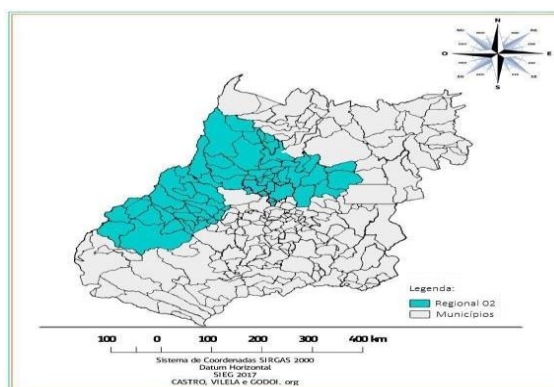 N
O
E
S
Legenda:
Regional 02
Municípios
100 0 100 200 300 400 km
Sistema de Coordenadas SIRGAS 2000
Datum Horizontal
SIEG 2017
CASTRO, VILELA e GODOI. org